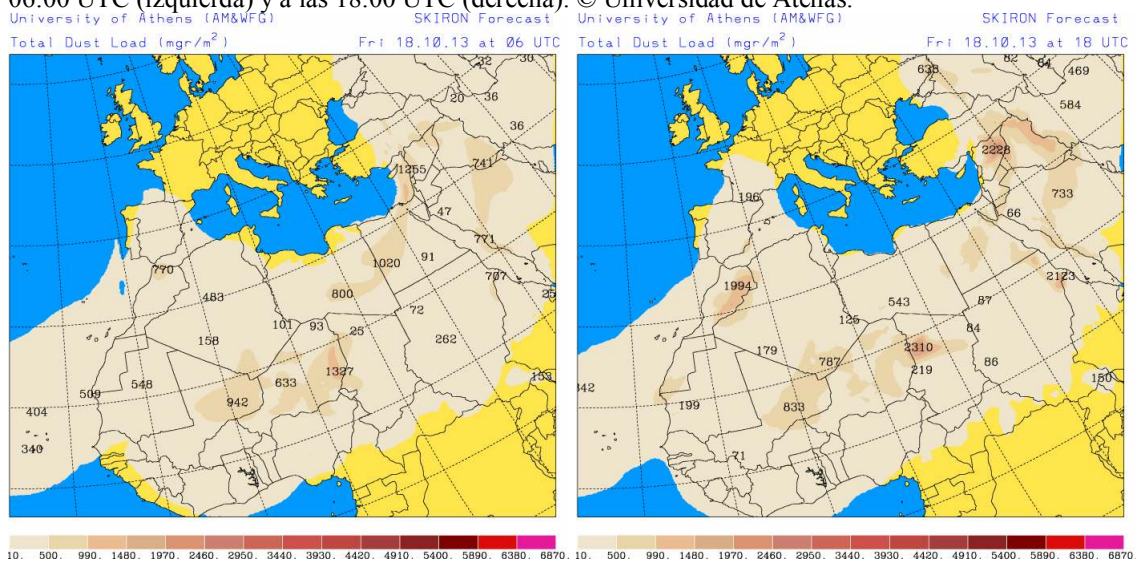 06:00 UTC (izquierda) y a las 18:00 UTC (derecha). © Universidad de Atenas.
University of Athens (AM&WFG) SKIRON Forecast
Total Dust Load (mgr/m²) Fri 18.10.13 at 06 UTC
32 30
20 36
36
1255 741
47
771
1020 91
770 707
483 800 25
101 93 72
25
158 262
1327
548 633 153
509 942
404
340
10. 500. 990. 1480. 1970. 2460. 2950. 3440. 3930. 4420. 4910. 5400. 5890. 6380. 6870.
University of Athens (AM&WFG) SKIRON Forecast
Total Dust Load (mgr/m²) Fri 18.10.13 at 18 UTC
638 82 84 469
584
2228
733
196 66
2123
1994
543 87
125 84
179 787 2310 86
219
342 150
199 833
71
10. 500. 990. 1480. 1970. 2460. 2950. 3440. 3930. 4420. 4910. 5400. 5890. 6380. 6870.